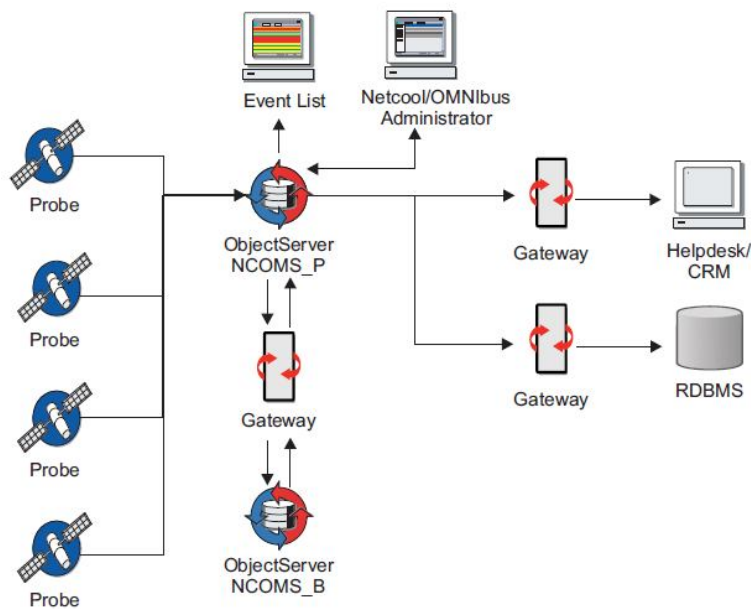 Event List
Netcool/OMNIbus
Administrator
Probe
ObjectServer
NCOMS_P
Gateway
Helpdesk/
CRM
Probe
Gateway
RDBMS
Gateway
Probe
ObjectServer
NCOMS_B
Probe